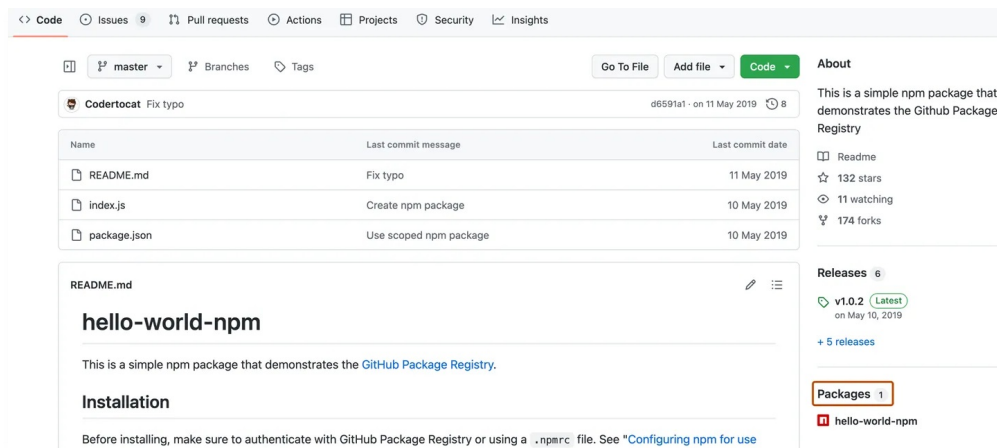 Code Issues 9 Pull requests Actions Projects Security Insights
master Branches Tags Go To File Add file Code
Codertocat Fix typo d6591a1 · on 11 May 2019 8
Name Last commit message Last commit date
README.md Fix typo 11 May 2019
index.js Create npm package 10 May 2019
package.json Use scoped npm package 10 May 2019
README.md
hello-world-npm
This is a simple npm package that demonstrates the GitHub Package Registry.
Installation
Before installing, make sure to authenticate with GitHub Package Registry or using a .npmrc file. See "Configuring npm for use
About
This is a simple npm package that
demonstrates the Github Package
Registry
Readme
132 stars
11 watching
174 forks
Releases 6
v1.0.2 Latest
on May 10, 2019
+ 5 releases
Packages 1
hello-world-npm